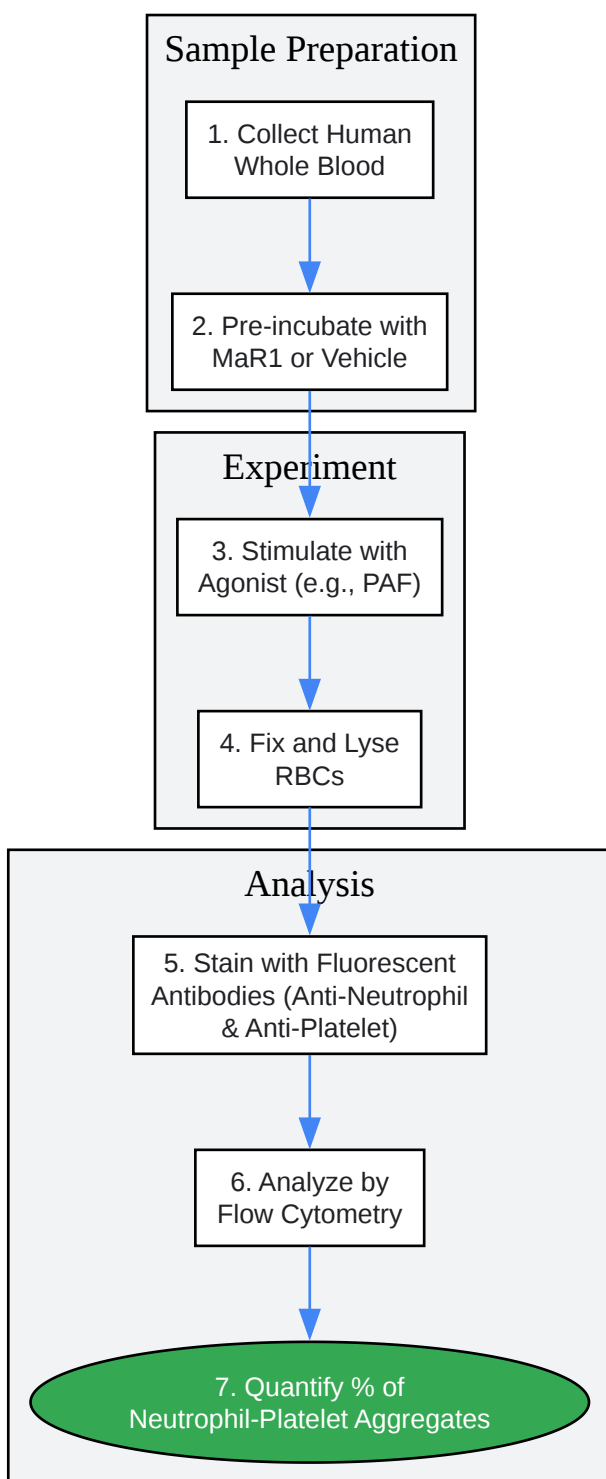 Sample Preparation
1. Collect Human
Whole Blood
2. Pre-incubate with
MaR1 or Vehicle
Experiment
3. Stimulate with
Agonist (e.g., PAF)
4. Fix and Lyse
RBCs
Analysis
5. Stain with Fluorescent
Antibodies (Anti-Neutrophil
& Anti-Platelet)
6. Analyze by
Flow Cytometry
7. Quantify % of
Neutrophil-Platelet Aggregates